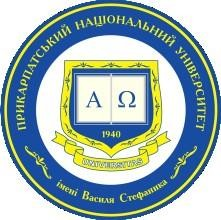 ПРИКАРПАТСЬКИЙ НАЦІОНАЛЬНИЙ УНІВЕРСИТЕТ
Α Ω
1940
UNIVERSITAS
імені Василя Стефаника